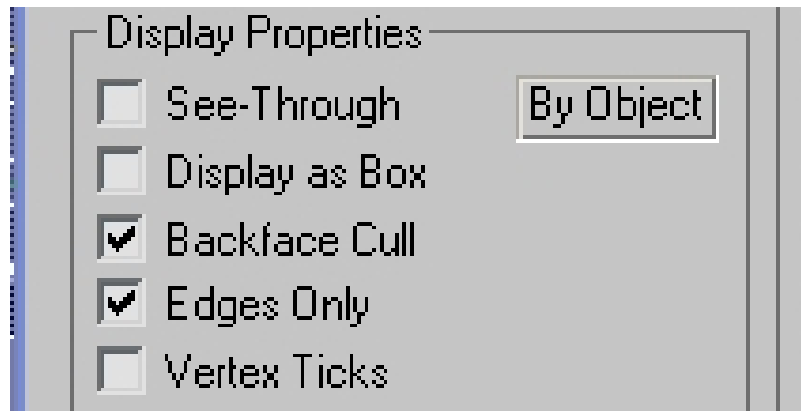 Display Properties
See-Through By Object
Display as Box
Backface Cull
Edges Only
Vertex Ticks